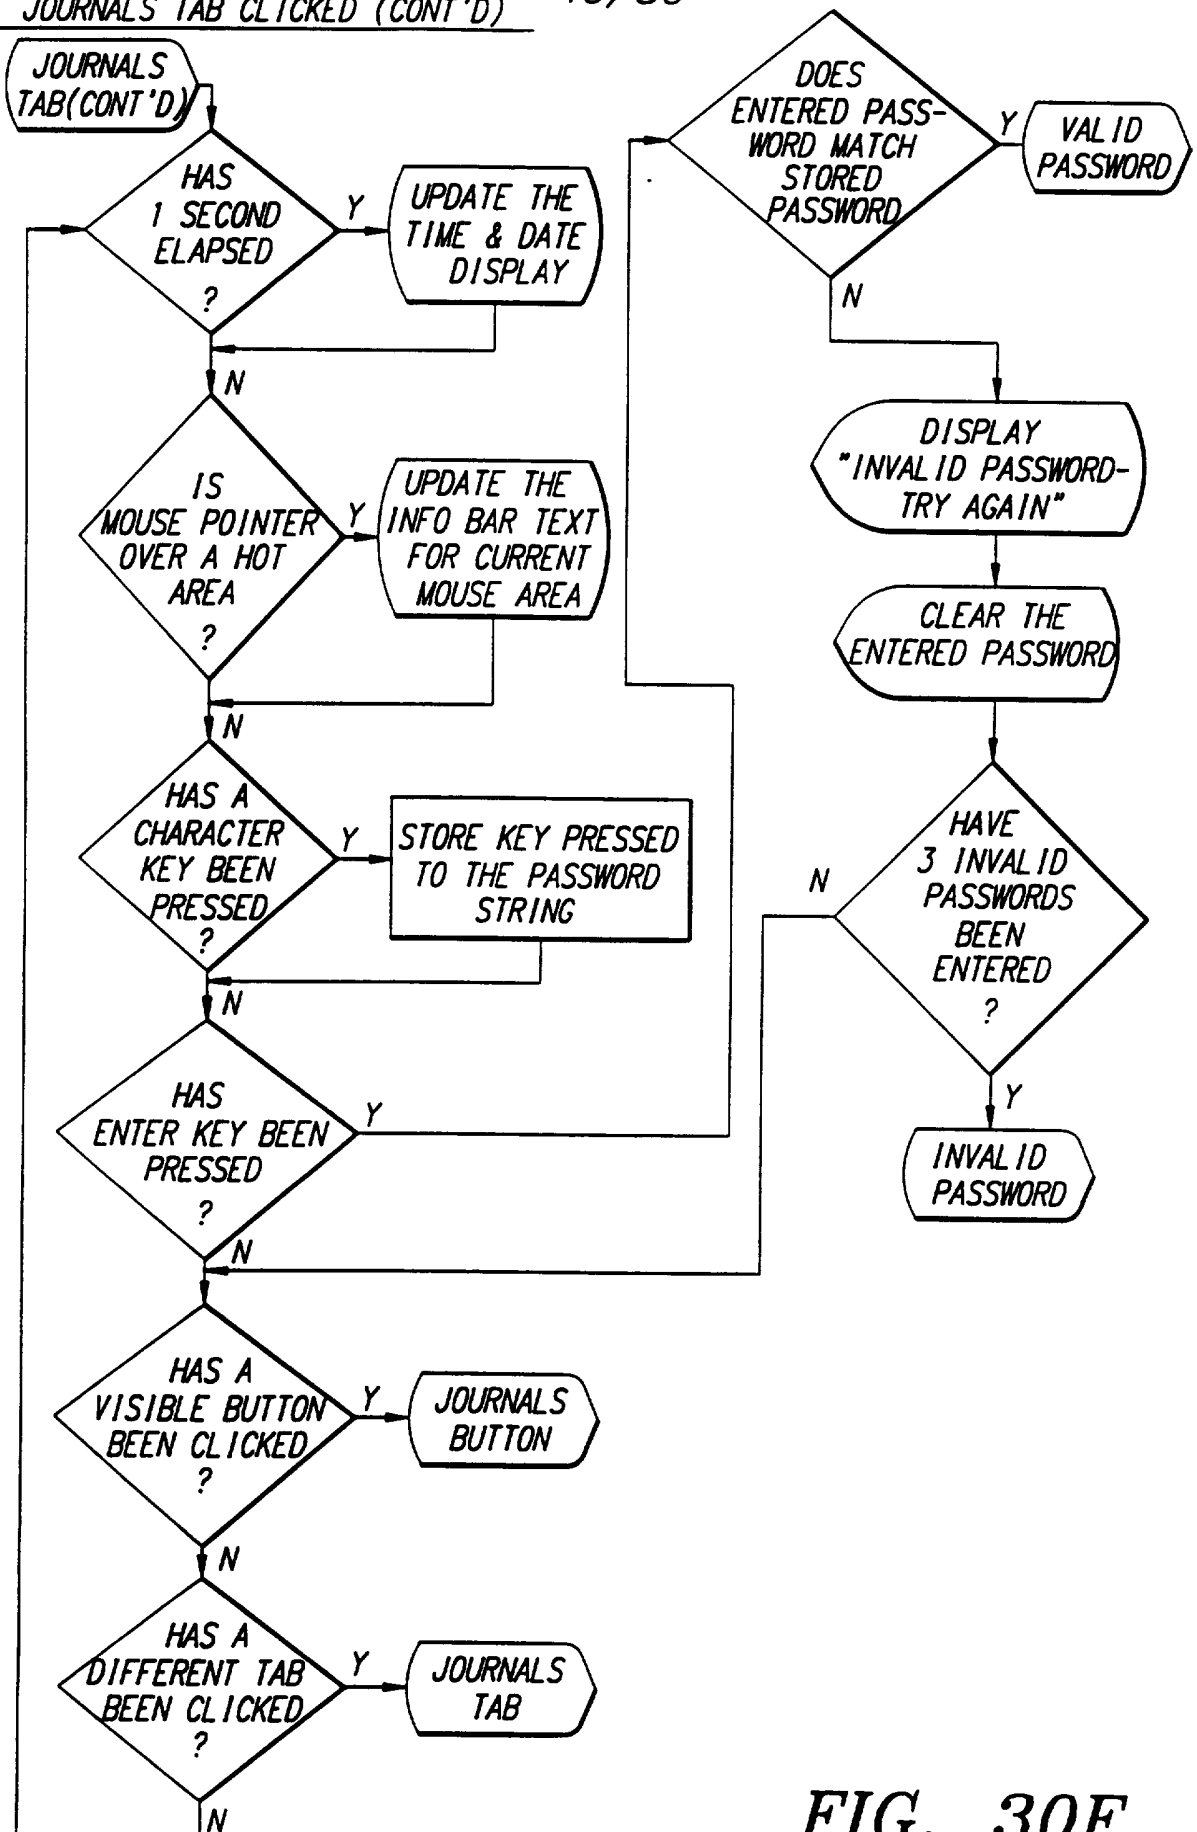 JOURNALS TAB CLICKED (CONT'D)
JOURNALS
TAB(CONT'D)
HAS
1 SECOND
ELAPSED
?
Y
UPDATE THE
TIME & DATE
DISPLAY
N
IS
MOUSE POINTER
OVER A HOT
AREA
?
Y
UPDATE THE
INFO BAR TEXT
FOR CURRENT
MOUSE AREA
N
HAS A
CHARACTER
KEY BEEN
PRESSED
?
Y
STORE KEY PRESSED
TO THE PASSWORD
STRING
N
HAS
ENTER KEY BEEN
PRESSED
?
Y
N
HAS A
VISIBLE BUTTON
BEEN CLICKED
?
Y
JOURNALS
BUTTON
N
HAS A
DIFFERENT TAB
BEEN CLICKED
?
Y
JOURNALS
TAB
N
DOES
ENTERED PASS-
WORD MATCH
STORED
PASSWORD
Y
VALID
PASSWORD
N
DISPLAY
"INVALID PASSWORD-
TRY AGAIN"
CLEAR THE
ENTERED PASSWORD
HAVE
3 INVALID
PASSWORDS
BEEN
ENTERED
?
N
Y
INVALID
PASSWORD
FIG. 30F